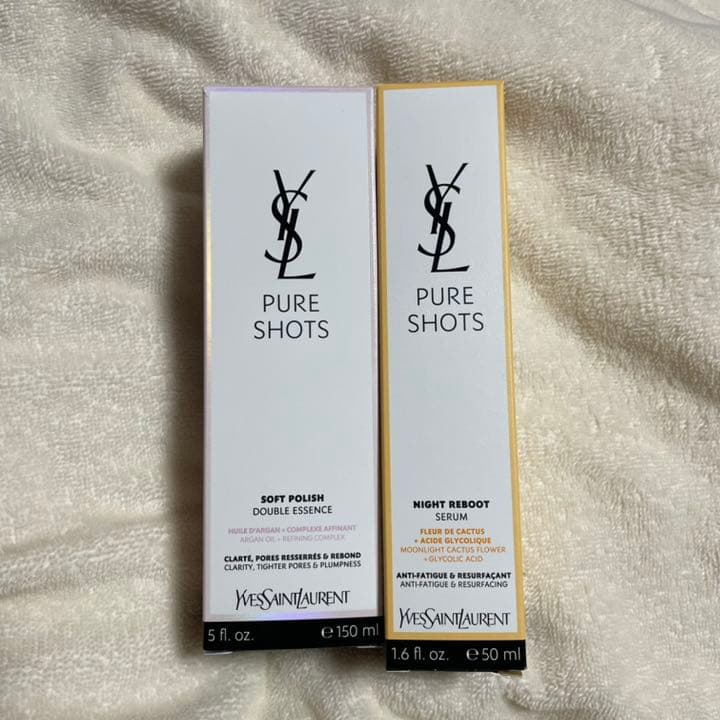 YSL
PURE
SHOTS
SOFT POLISH
DOUBLE ESSENCE
HUILE D'ARGAN + COMPLEXE AFFINANT
ARGAN OIL + REFINING COMPLEX
CLARTÉ, PORES RESSERRÉS & REBOND
CLARITY, TIGHTER PORES & PLUMPNESS
YVESSAINTLAURENT
5 fl. oz. e 150 ml
YSL
PURE
SHOTS
NIGHT REBOOT
SERUM
FLEUR DE CACTUS
+ ACIDE GLYCOLIQUE
MOONLIGHT CACTUS FLOWER
+ GLYCOLIC ACID
ANTI-FATIGUE & RESURFAÇANT
ANTI-FATIGUE & RESURFACING
YVESSAINTLAURENT
1.6 fl. oz. e 50 ml